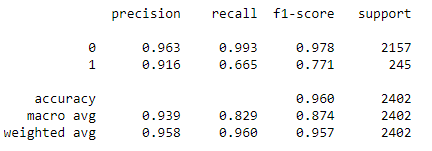 precision recall f1-score support
0 0.963 0.993 0.978 2157
1 0.916 0.665 0.771 245
accuracy 0.960 2402
macro avg 0.939 0.829 0.874 2402
weighted avg 0.958 0.960 0.957 2402